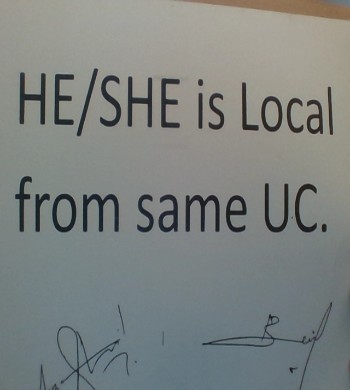 HE/SHE is Local
from same UC.